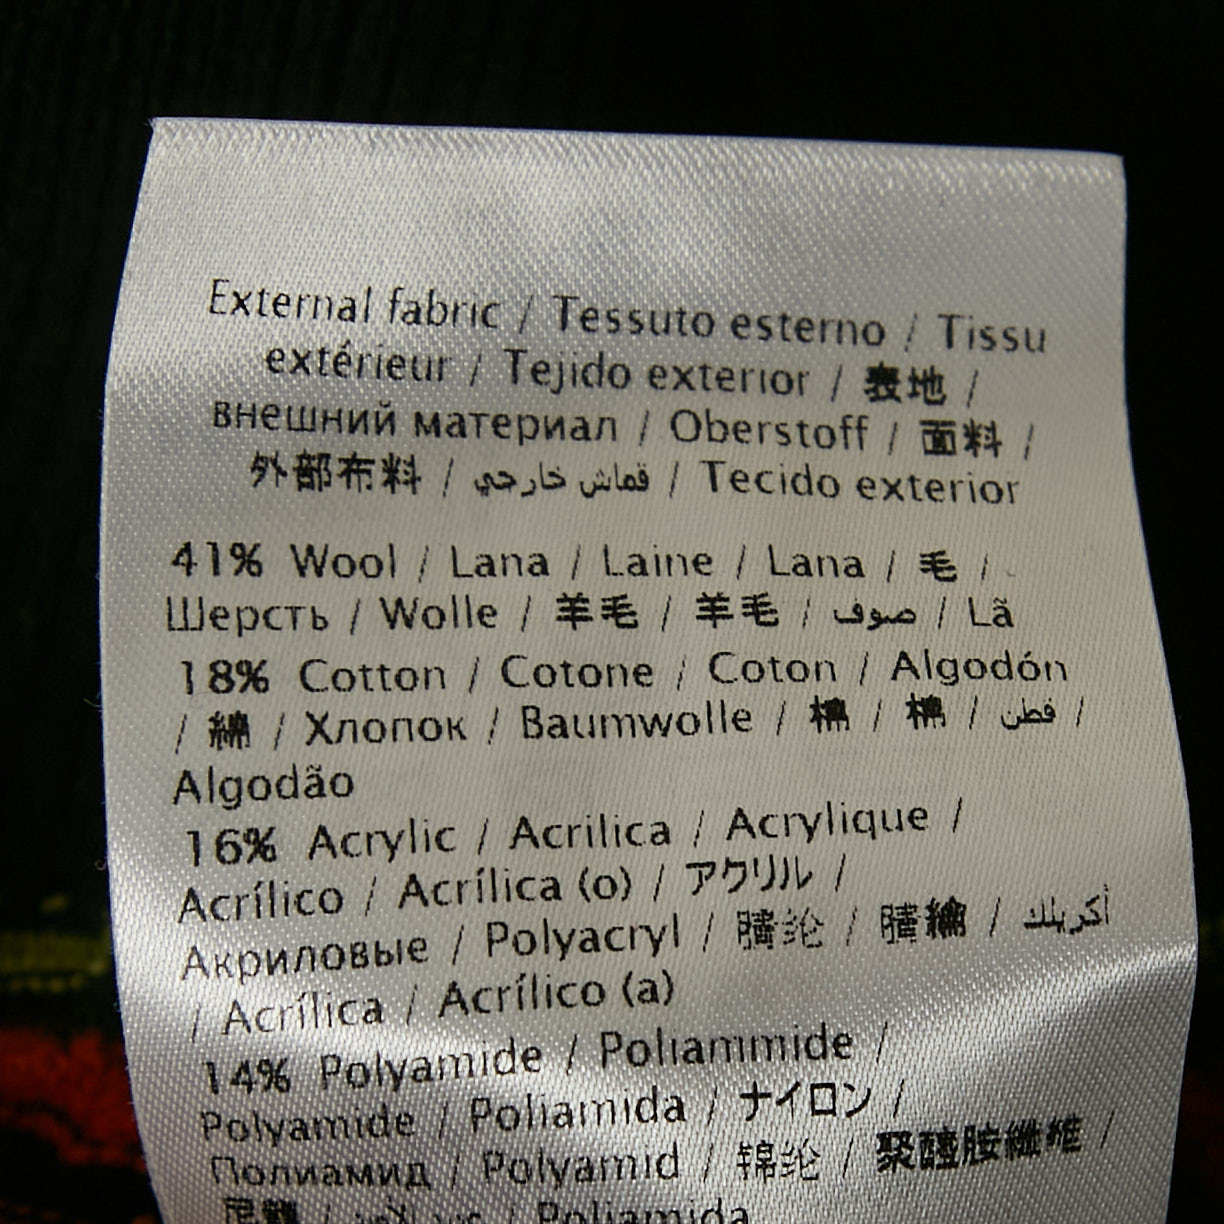 External fabric / Tessuto esterno / Tissu
extérieur / Tejido exterior / 表地 /
внешний материал / Oberstoff / 面料 /
外部布料 / قماش خارجي / Tecido exterior
41% Wool / Lana / Laine / Lana / 毛 /
Шерсть / Wolle / 羊毛 / 羊毛 / صوف / Lã
18% Cotton / Cotone / Coton / Algodón
/ 綿 / Хлопок / Baumwolle / 棉 / 棉 / قطن /
Algodão
16% Acrylic / Acrilica / Acrylique /
Acrílico / Acrílica (o) / アクリル /
Акриловые / Polyacryl / 腈纶 / 腈綸 / أكريلك
/ Acrílica / Acrílico (a)
14% Polyamide / Poliammide /
Polyamide / Poliamida / ナイロン /
Полиамид / Polyamid / 锦纶 / 聚醯胺纖維 /
/ Poliamida